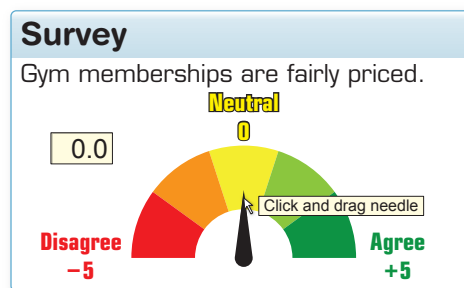 Survey
Gym memberships are fairly priced.
Neutral
0
0.0
Click and drag needle
Disagree
−5
Agree
+5